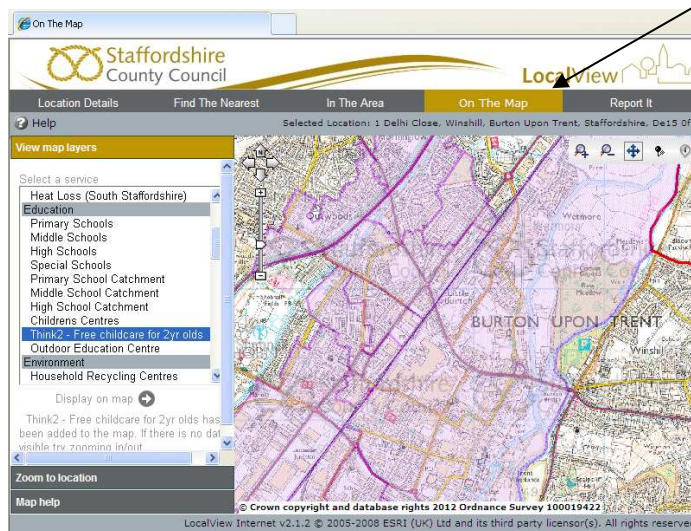 On The Map
Staffordshire
County Council
LocalView
Location Details
Find The Nearest
In The Area
On The Map
Report It
Help
Selected Location: 1 Delhi Close, Winshill, Burton Upon Trent, Staffordshire, De15 0f
View map layers
Select a service
Heat Loss (South Staffordshire)
Education
Primary Schools
Middle Schools
High Schools
Special Schools
Primary School Catchment
Middle School Catchment
High School Catchment
Childrens Centres
Think2 - Free childcare for 2yr olds
Outdoor Education Centre
Environment
Household Recycling Centres
Display on map
Think2 - Free childcare for 2yr olds has
been added to the map. If there is no dat
visible try zooming in/out
Zoom to location
Map help
Outwoods
Wetmore
BURTON UPON TRENT
Winshill
© Crown copyright and database rights 2012 Ordnance Survey 100019422
LocalView Internet v2.1.2 © 2005-2008 ESRI (UK) Ltd and its third party licensor(s). All rights reserved